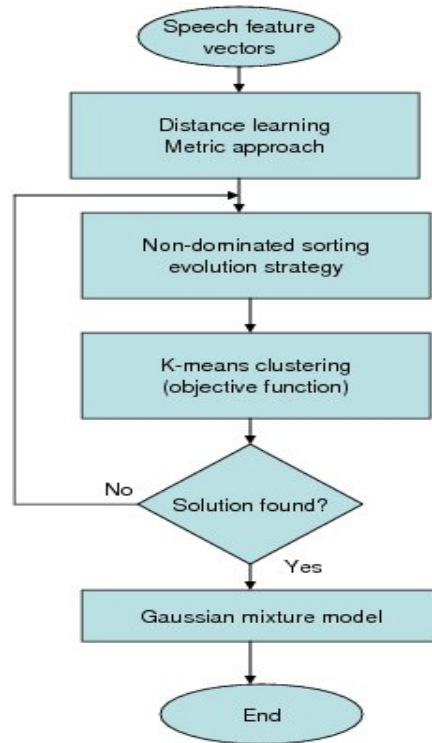 Speech feature
vectors
Distance learning
Metric approach
Non-dominated sorting
evolution strategy
K-means clustering
(objective function)
No
Solution found?
Yes
Gaussian mixture model
End